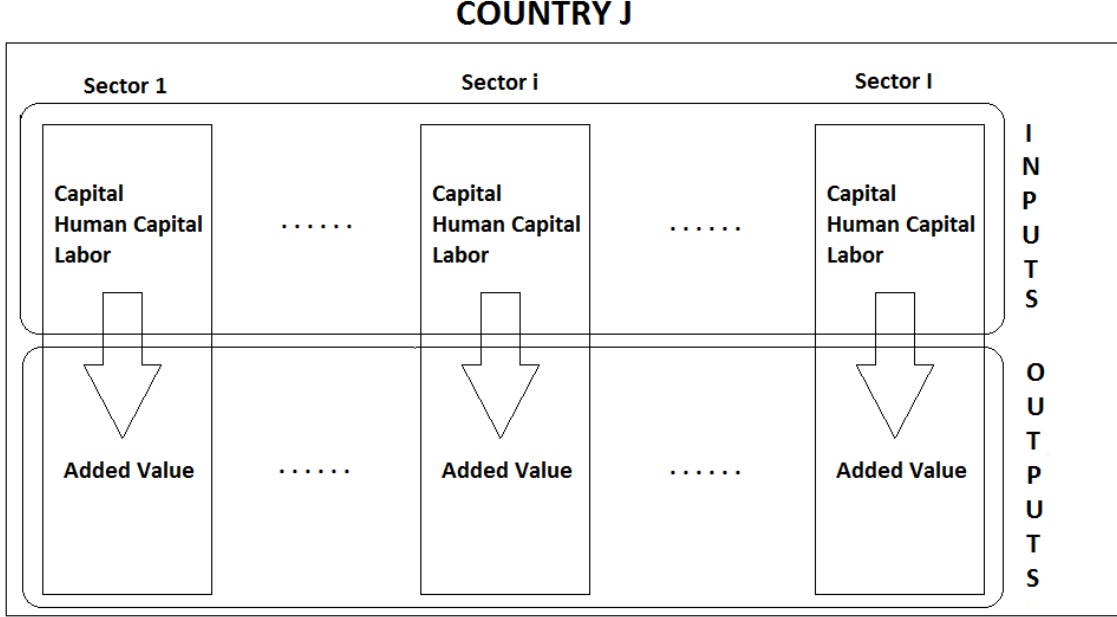 COUNTRY J
Sector 1
Sector i
Sector I
Capital
Human Capital
Labor
. . . . . .
Capital
Human Capital
Labor
. . . . . .
Capital
Human Capital
Labor
I
N
P
U
T
S
Added Value
. . . . . .
Added Value
. . . . . .
Added Value
O
U
T
P
U
T
S